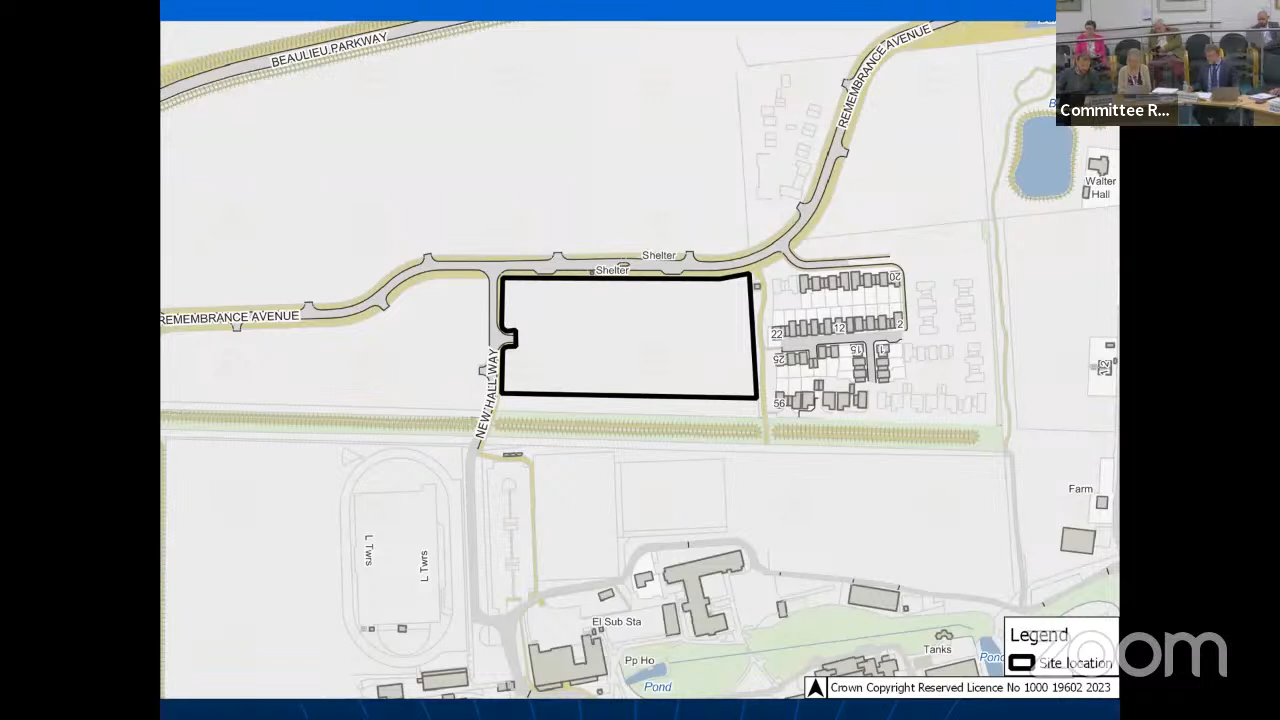 BEAULIEU PARKWAY
REMEMBRANCE AVENUE
Committee R...
Walter
Hall
Shelter
Shelter
REMEMBRANCE AVENUE
20
22
12
2
25
15
1
56
NEW HALL WAY
Farm
L Twrs
L Twrs
El Sub Sta
Pp Ho
Pond
Tanks
Pond
Legend
Site location
zoom
Crown Copyright Reserved Licence No 1000 19602 2023